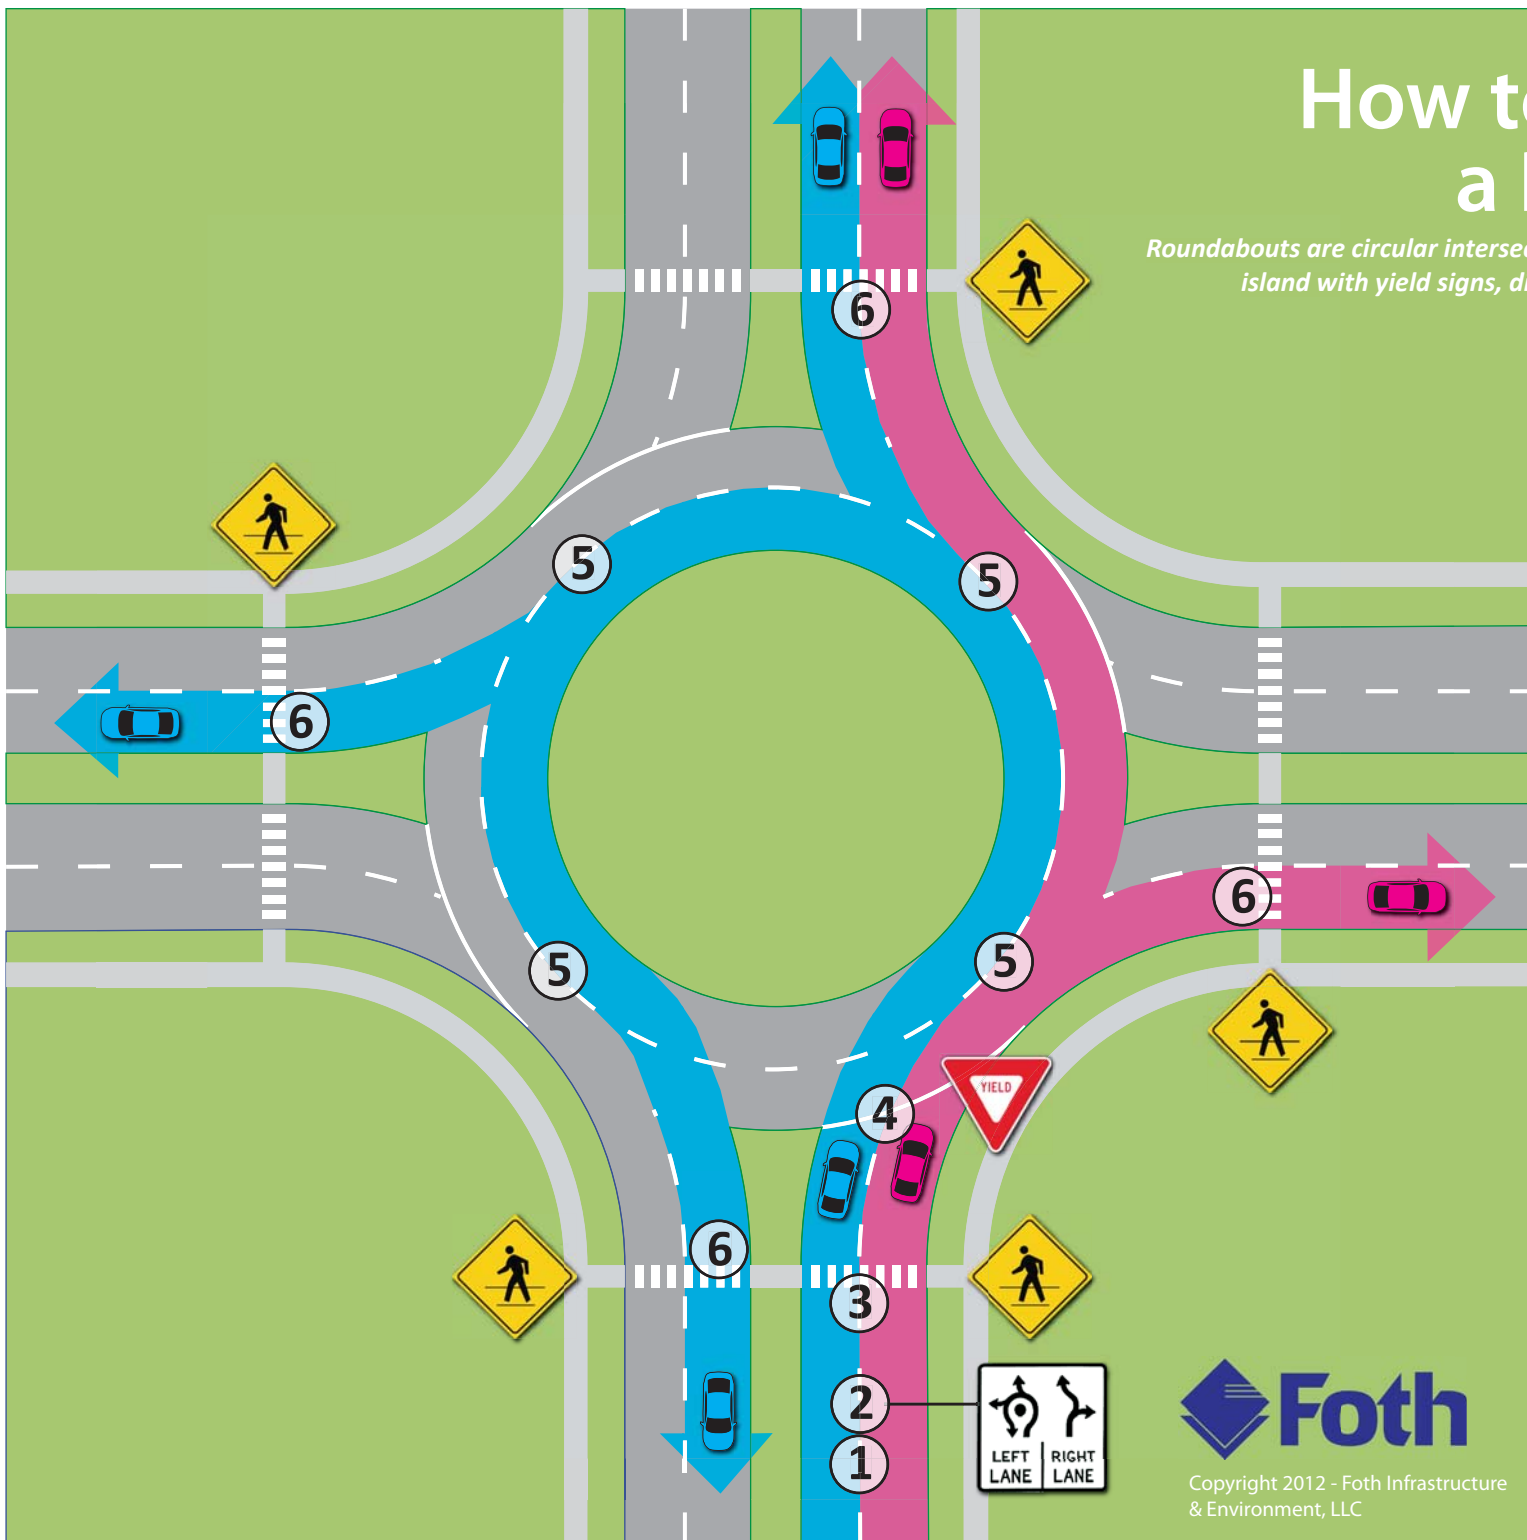 How t
a
Roundabouts are circular
island with yield signs,
6
5
5
6
6
5
5
YIELD
4
6
3
2
1
LEFT LANE
RIGHT LANE
Foth
Copyright 2012 - Foth Infrastructure
& Environment, LLC